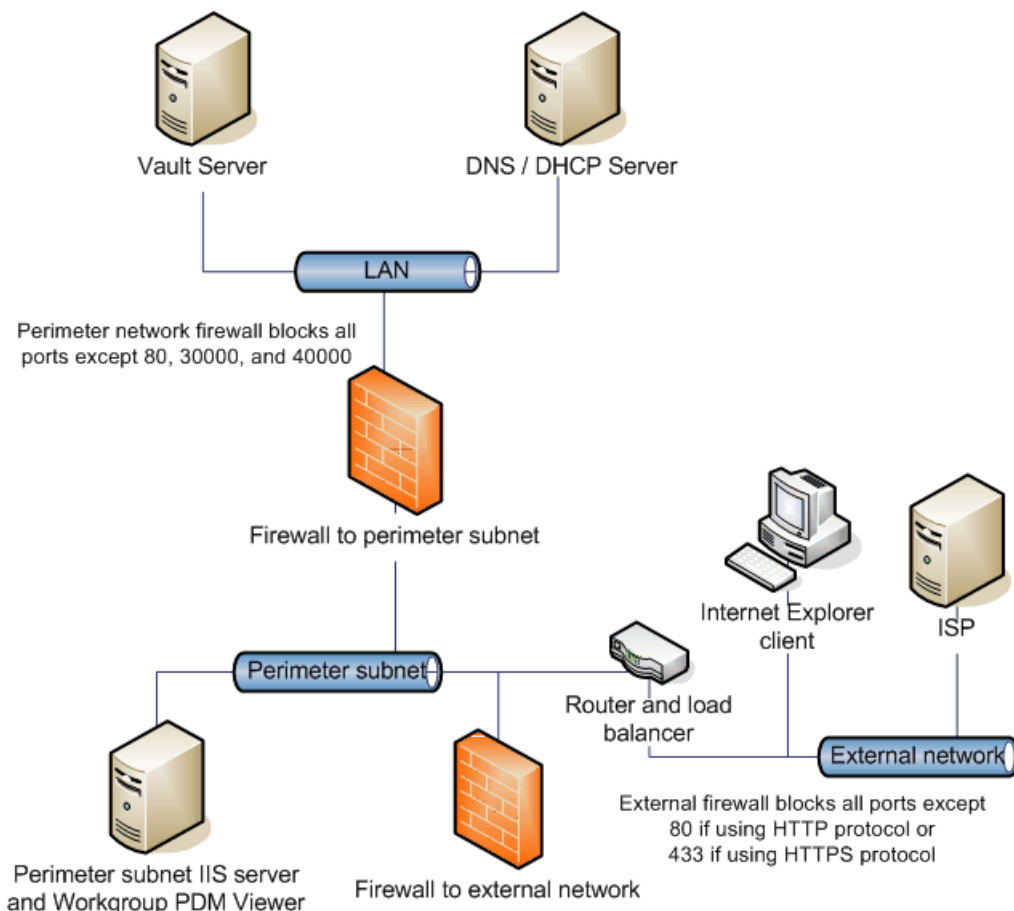 Vault Server
DNS / DHCP Server
LAN
Perimeter network firewall blocks all
ports except 80, 30000, and 40000
Firewall to perimeter subnet
Internet Explorer
client
ISP
Perimeter subnet
Router and load
balancer
External network
External firewall blocks all ports except
80 if using HTTP protocol or
433 if using HTTPS protocol
Perimeter subnet IIS server
and Workgroup PDM Viewer
Firewall to external network